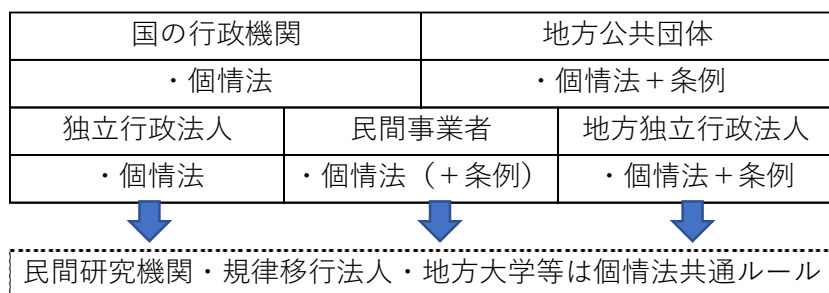 国の行政機関 地方公共団体
・個情法 ・個情法＋条例
独立行政法人 民間事業者 地方独立行政法人
・個情法 ・個情法（＋条例） ・個情法＋条例
民間研究機関・規律移行法人・地方大学等は個情法共通ルール